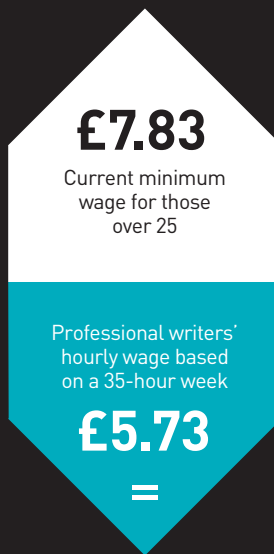 £7.83
Current minimum
wage for those
over 25
Professional writers’
hourly wage based
on a 35-hour week
£5.73
=